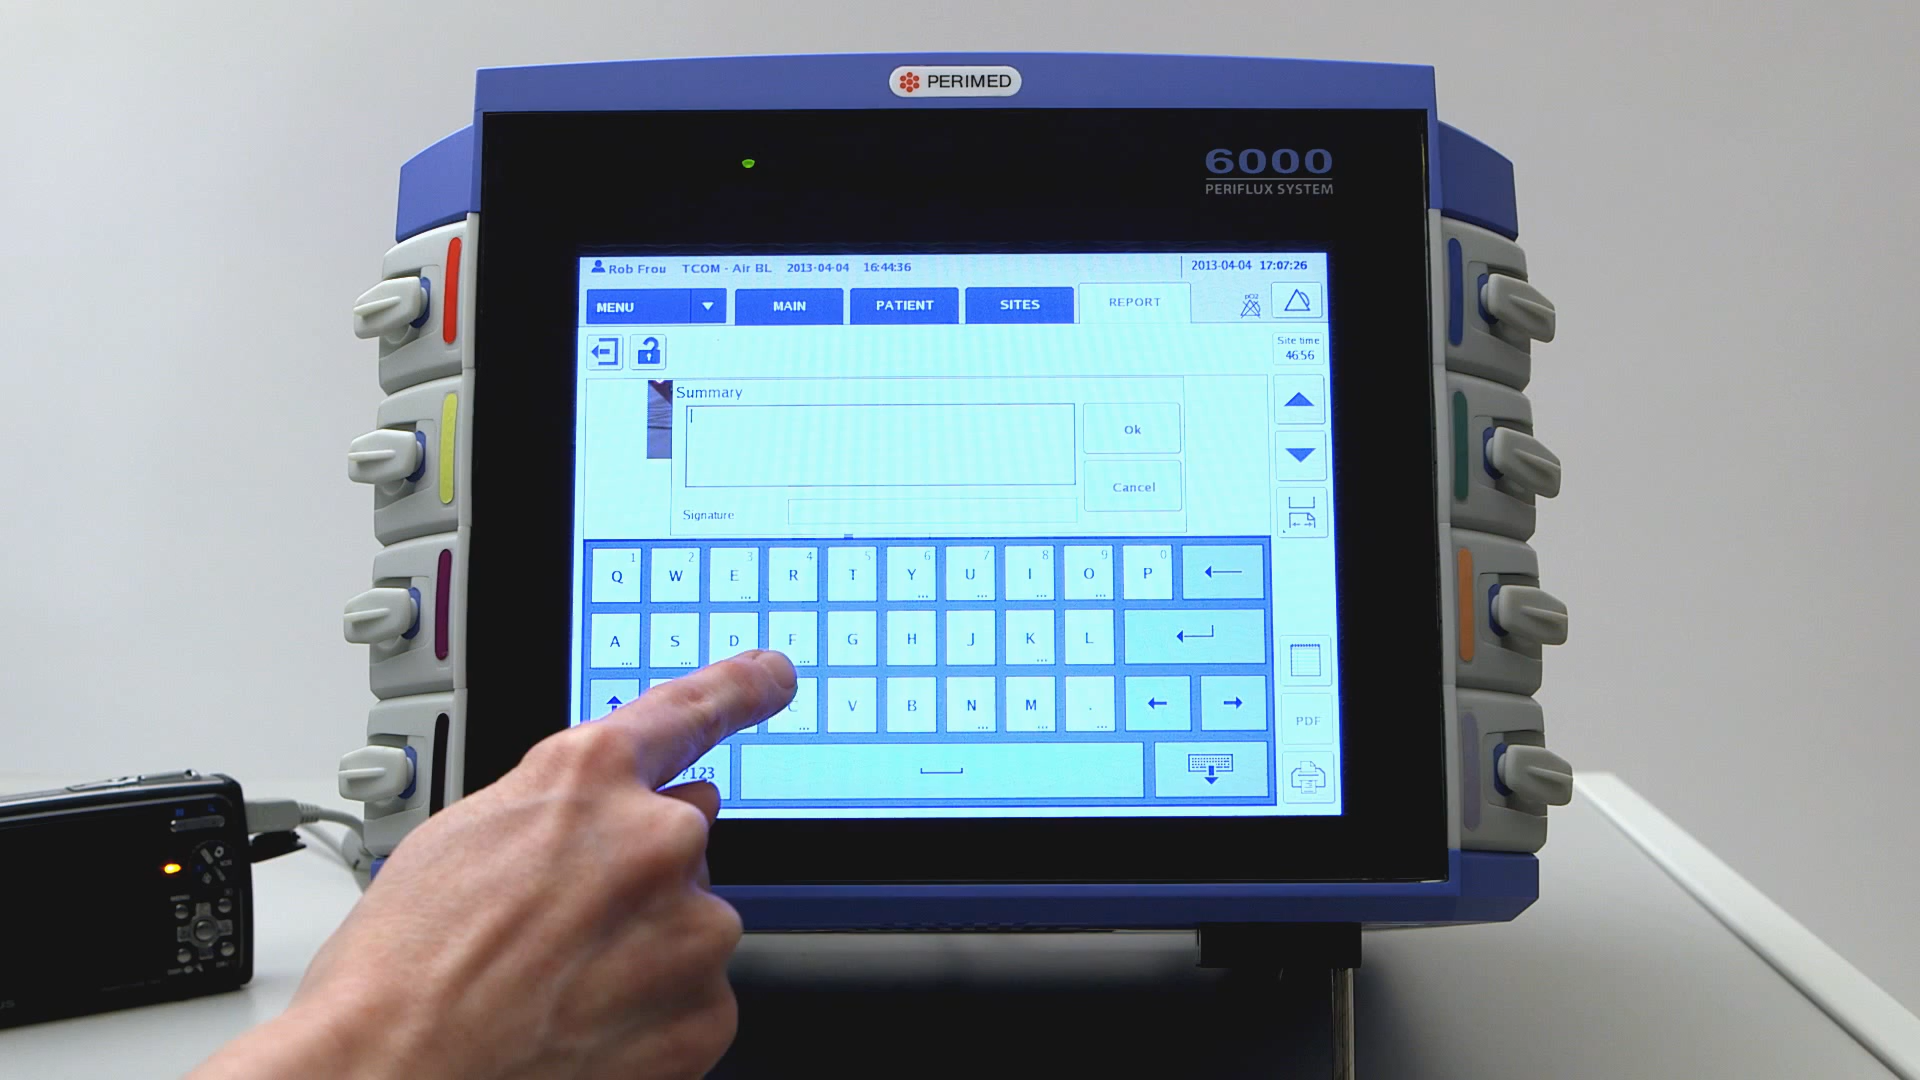 PERIMED
6000
PERIFLUX SYSTEM
Rob Frou TCOM - Air BL 2013-04-04 16:44:36
2013-04-04 17:07:26
MENU
MAIN
PATIENT
SITES
REPORT
pO2
Site time
46:56
Summary
Ok
Cancel
Signature
1 2 3 4 5 6 7 8 9 0
Q W E R T Y U I O P
A S D F G H J K L
C V B N M .
?123
PDF